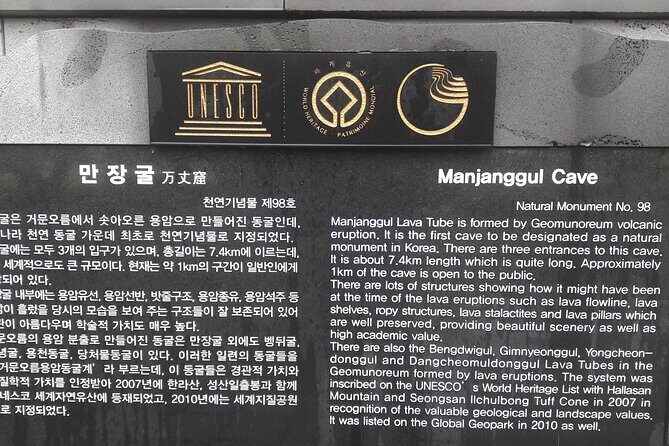 UNESCO
세계유산
WORLD HERITAGE • PATRIMOINE MONDIAL
만장굴 万丈窟
천연기념물 제98호
굴은 거문오름에서 솟아오른 용암으로 만들어진 동굴인데,
나라 천연 동굴 가운데 최초로 천연기념물로 지정되었다.
굴에는 모두 3개의 입구가 있으며, 총길이는 7.4km에 이르는데,
세계적으로도 큰 규모이다. 현재는 약 1km의 구간이 일반인에게
되어 있다.
굴 내부에는 용암유선, 용암선반, 밧줄구조, 용암종유, 용암석주 등
이 흘렀을 당시의 모습을 보여 주는 구조들이 잘 보존되어 있어
관이 아름다우며 학술적 가치도 매우 높다.
오름의 용암 분출로 만들어진 동굴은 만장굴 외에도 벵뒤굴,
굴, 용천동굴, 당처물동굴이 있다. 이러한 일련의 동굴들을
거문오름용암동굴계'라 부르는데, 이 동굴들은 경관적 가치와
질학적 가치를 인정받아 2007년에 한라산, 성산일출봉과 함께
네스코 세계자연유산에 등재되었고, 2010년에는 세계지질공원
로 지정되었다.
Manjanggul Cave
Natural Monument No. 98
Manjanggul Lava Tube is formed by Geomunoreum volcanic
eruption. It is the first cave to be designated as a natural
monument in Korea. There are three entrances to this cave.
It is about 7.4km length which is quite long. Approximately
1km of the cave is open to the public.
There are lots of structures showing how it might have been
at the time of the lava eruptions such as lava flowline, lava
shelves, ropy structures, lava stalactites and lava pillars which
are well preserved, providing beautiful scenery as well as
high academic value.
There are also the Bengdwigul, Gimnyeonggul, Yongcheon-
donggul and Dangcheomuldonggul Lava Tubes in the
Geomunoreum formed by lava eruptions. The system was
inscribed on the UNESCO's World Heritage List with Hallasan
Mountain and Seongsan Ilchulbong Tuff Cone in 2007 in
recognition of the valuable geological and landscape values.
It was listed on the Global Geopark in 2010 as well.